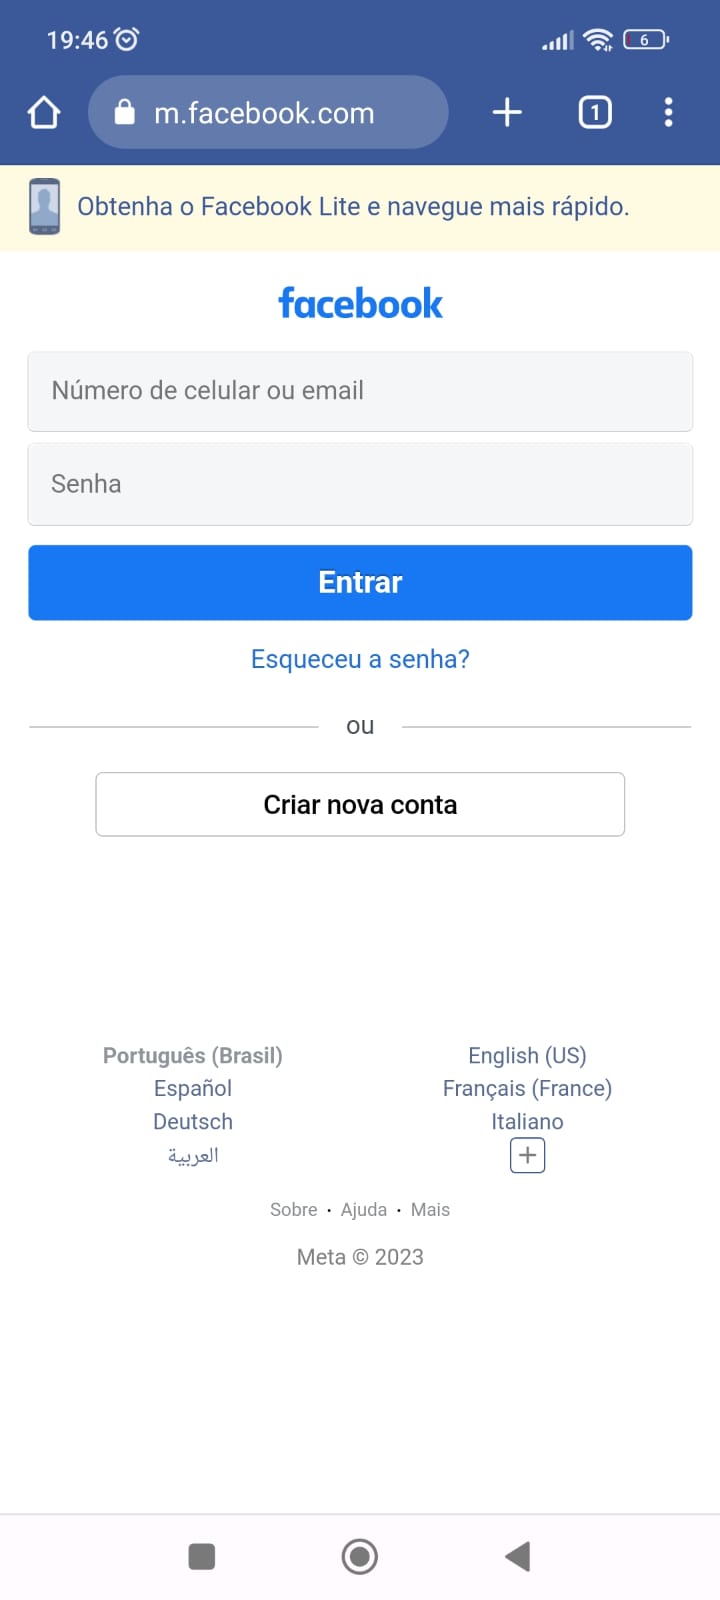 19:46
6
m.facebook.com
1
Obtenha o Facebook Lite e navegue mais rápido.
facebook
Número de celular ou email
Senha
Entrar
Esqueceu a senha?
ou
Criar nova conta
Português (Brasil) English (US)
Español Français (France)
Deutsch Italiano
العربية
Sobre · Ajuda · Mais
Meta © 2023